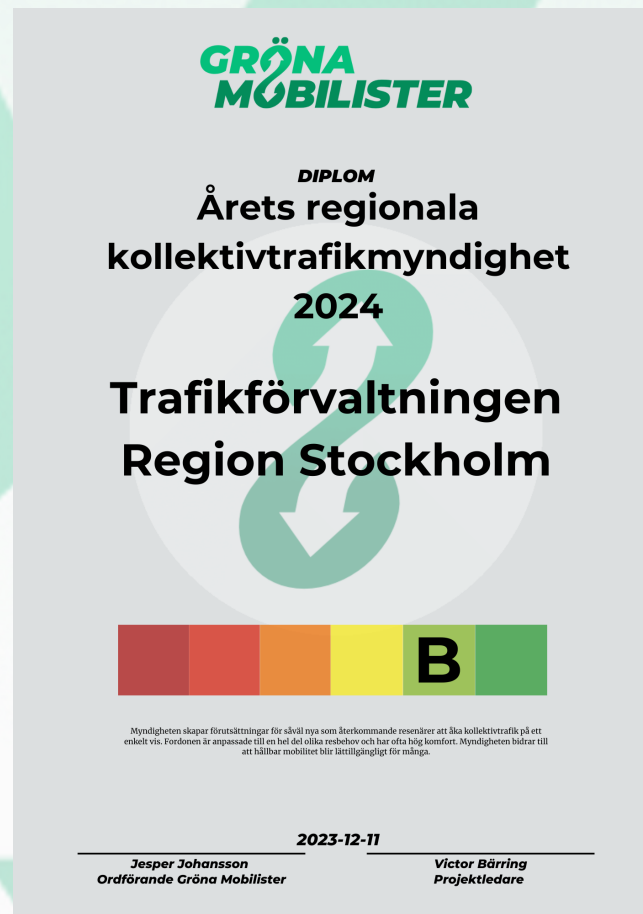 GRÖNA
MOBILISTER
DIPLOM
Årets regionala
kollektivtrafikmyndighet
2024
Trafikförvaltningen
Region Stockholm
B
Myndigheten skapar förutsättningar för såväl nya som återkommande resenärer att åka kollektivtrafik på ett
enkelt vis. Fordonen är anpassade till en hel del olika resbehov och har ofta hög komfort. Myndigheten bidrar till
att hållbar mobilitet blir lättillgängligt för många.
2023-12-11
Jesper Johansson
Ordförande Gröna Mobilister
Victor Bärring
Projektledare